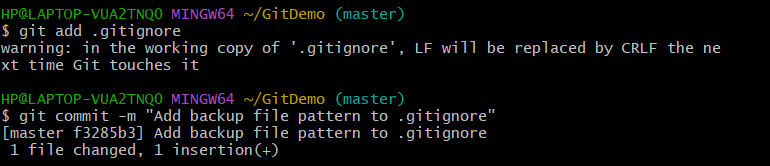 HP@LAPTOP-VUA2TNQO MINGW64 ~/GitDemo (master)
$ git add .gitignore
warning: in the working copy of '.gitignore', LF will be replaced by CRLF the ne
xt time Git touches it
HP@LAPTOP-VUA2TNQO MINGW64 ~/GitDemo (master)
$ git commit -m "Add backup file pattern to .gitignore"
[master f3285b3] Add backup file pattern to .gitignore
 1 file changed, 1 insertion(+)